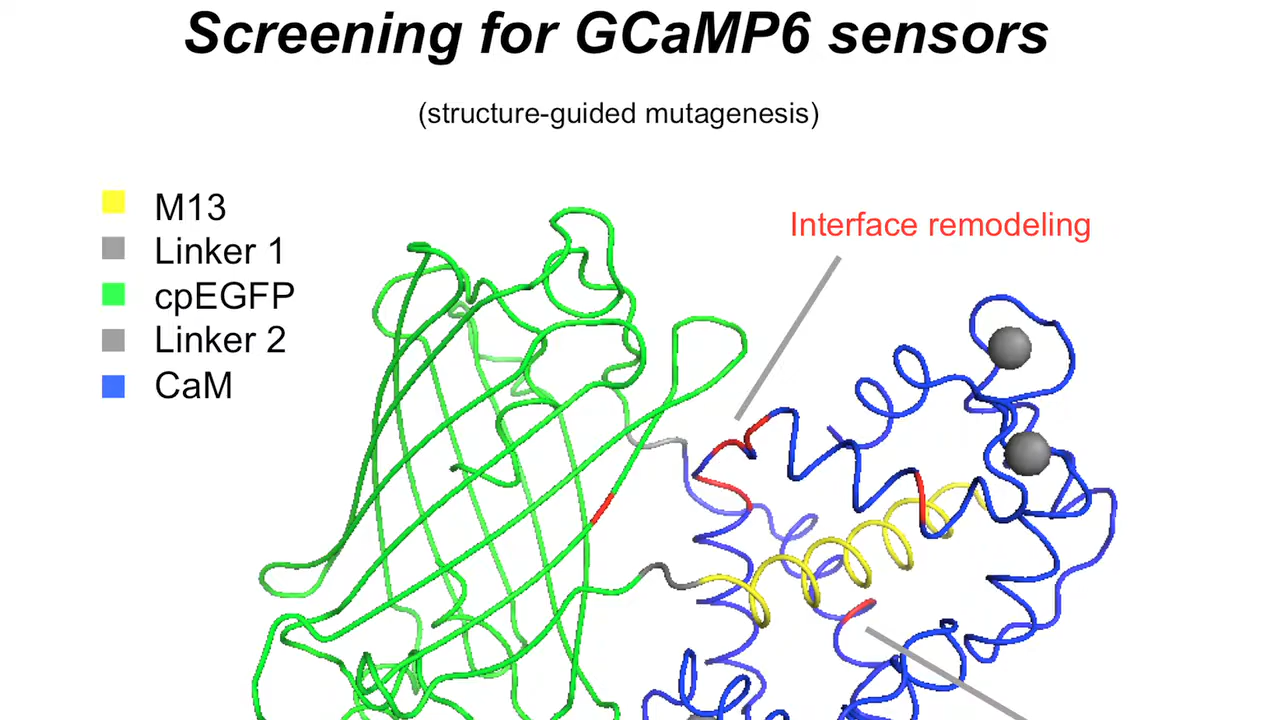 Screening for GCaMP6 sensors
(structure-guided mutagenesis)
M13
Linker 1
cpEGFP
Linker 2
CaM
Interface remodeling